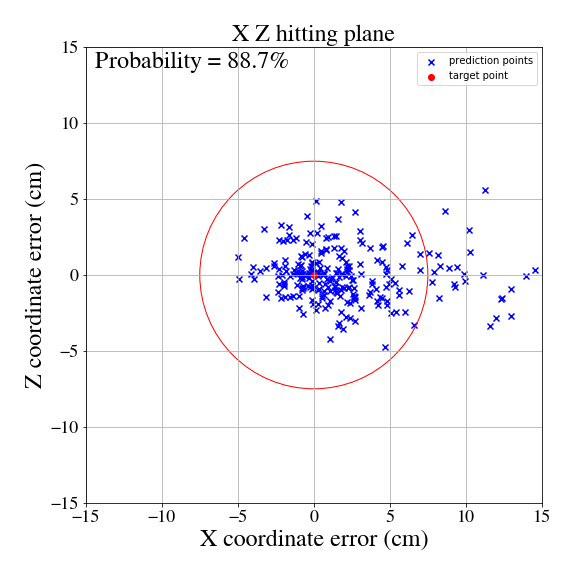 X Z hitting plane
Probability = 88.7%
prediction points
target point
15
10
5
0
−5
−10
−15
Z coordinate error (cm)
−15 −10 −5 0 5 10 15
X coordinate error (cm)